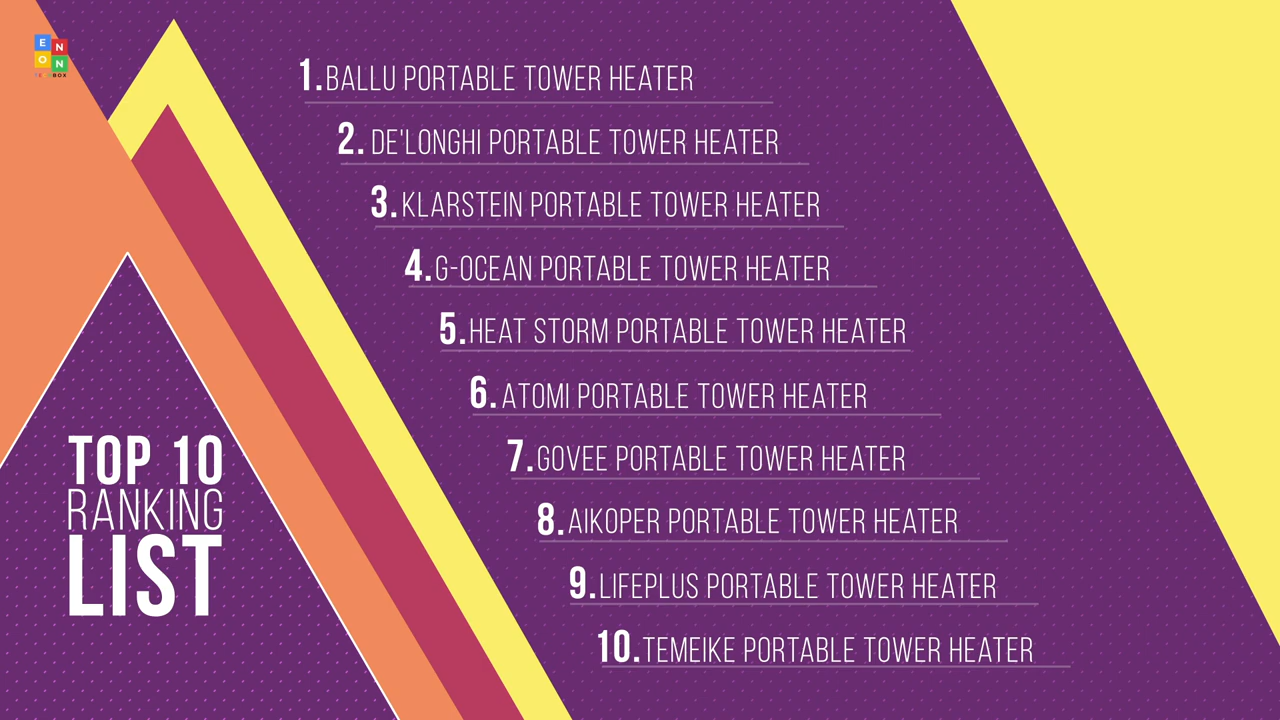 E
N
O
N
BOX
1. BALLU PORTABLE TOWER HEATER
2. DE'LONGHI PORTABLE TOWER HEATER
3. KLARSTEIN PORTABLE TOWER HEATER
4. G-OCEAN PORTABLE TOWER HEATER
5. HEAT STORM PORTABLE TOWER HEATER
6. ATOMI PORTABLE TOWER HEATER
7. GOVEE PORTABLE TOWER HEATER
8. AIKOPER PORTABLE TOWER HEATER
9. LIFEPLUS PORTABLE TOWER HEATER
10. TEMEIKE PORTABLE TOWER HEATER
TOP 10
RANKING
LIST